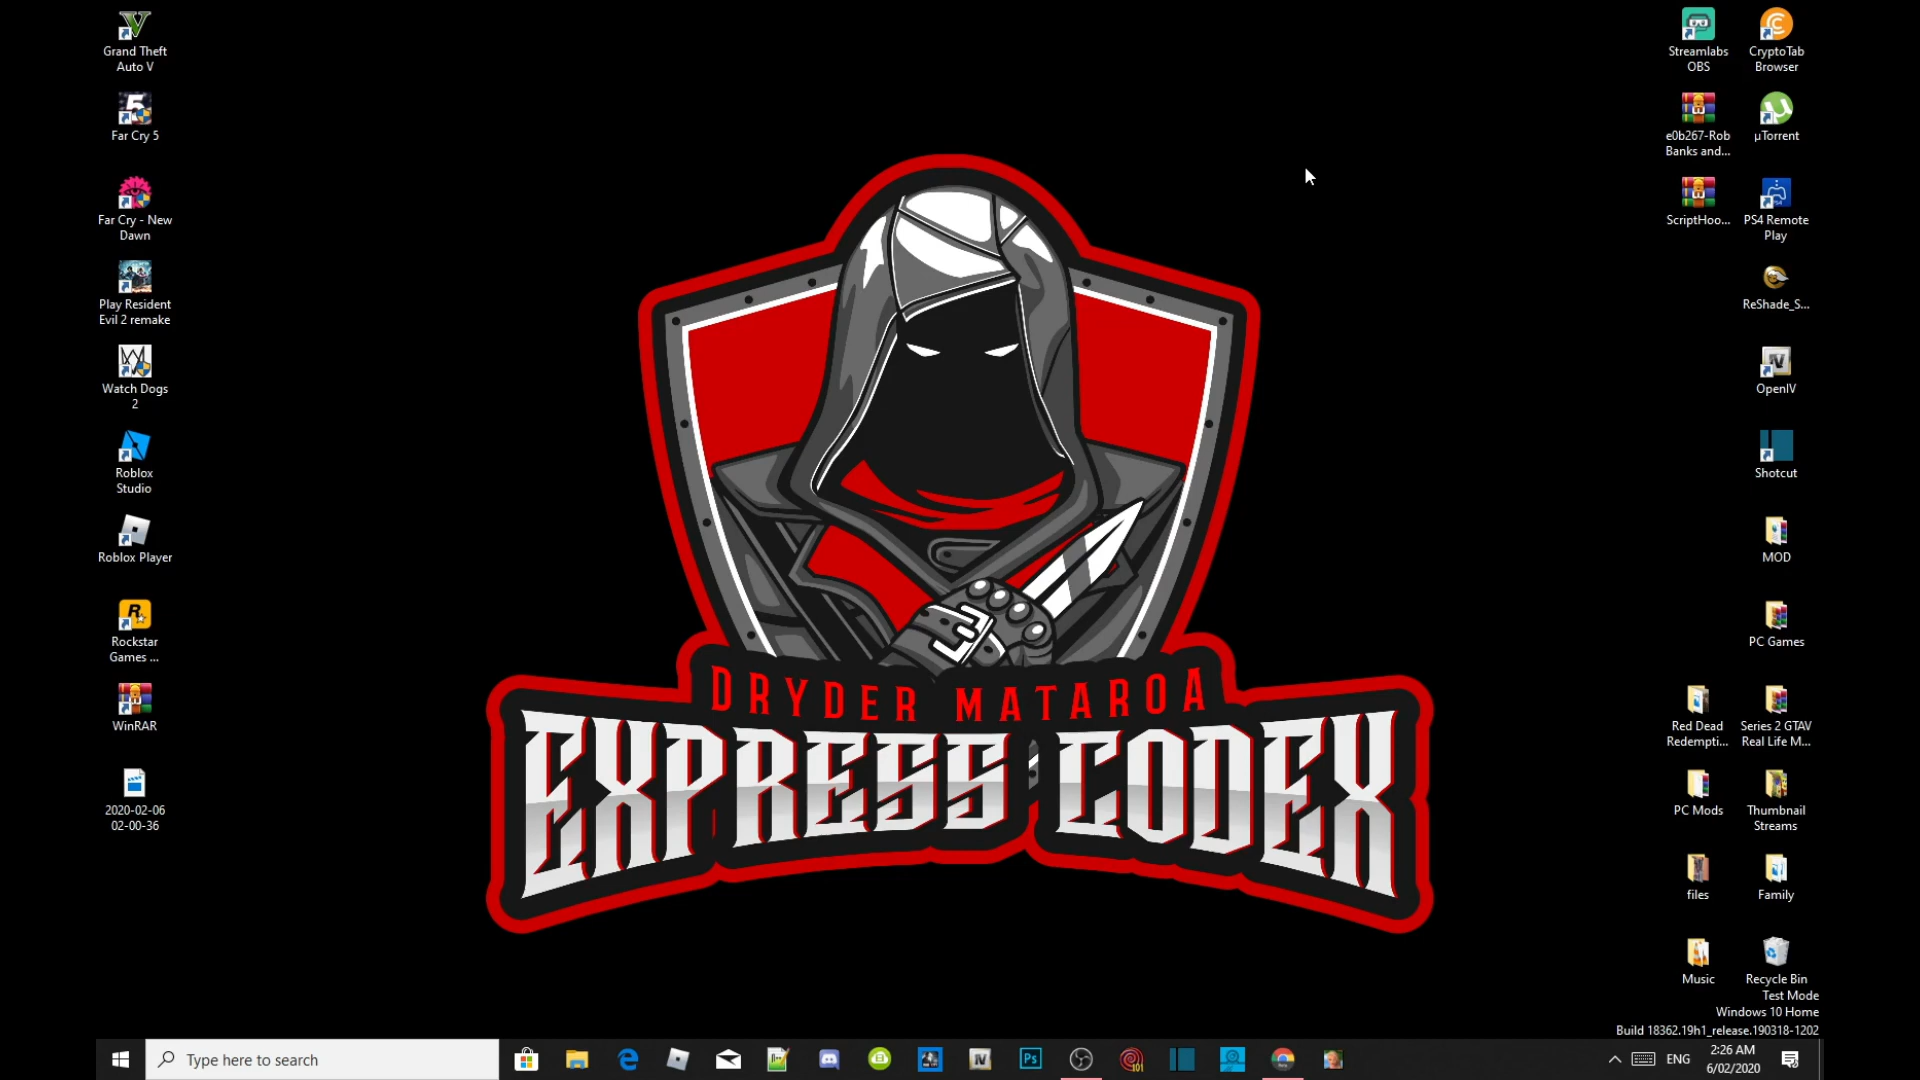 Grand Theft
Auto V
Far Cry 5
Far Cry - New
Dawn
Play Resident
Evil 2 remake
Watch Dogs
2
Roblox
Studio
Roblox Player
Rockstar
Games ...
WinRAR
2020-02-06
02-00-36
DRYDER MATAROA
EXPRESS CODEX
Streamlabs
OBS
CryptoTab
Browser
e0b267-Rob
Banks and...
µTorrent
ScriptHoo...
PS4 Remote
Play
ReShade_S...
OpenIV
Shotcut
MOD
PC Games
Red Dead
Redempti...
Series 2 GTAV
Real Life M...
PC Mods
Thumbnail
Streams
files
Family
Music
Recycle Bin
Test Mode
Windows 10 Home
Build 18362.19h1_release.190318-1202
Type here to search
ENG
2:26 AM
6/02/2020